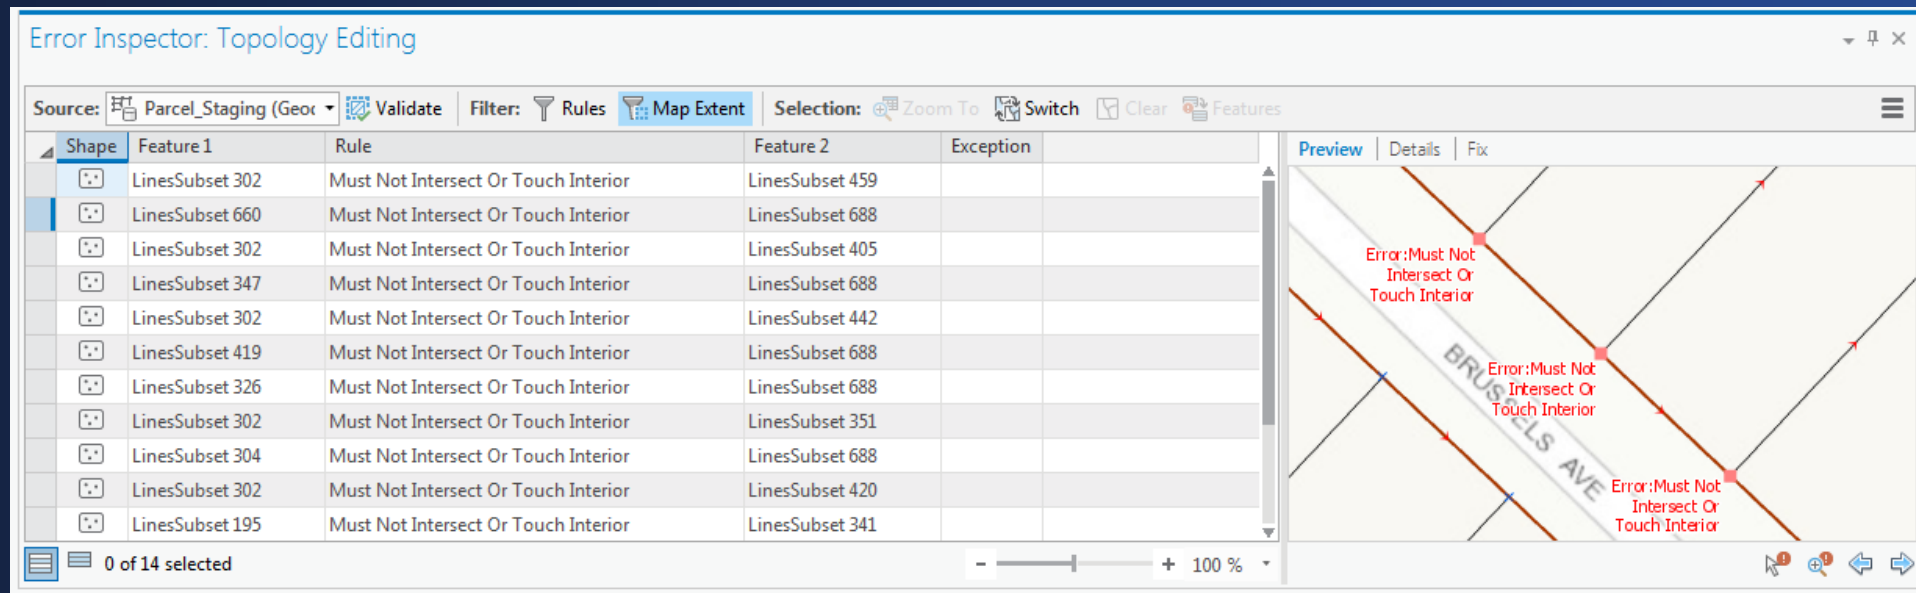 Error Inspector: Topology Editing
Source: Parcel_Staging (Geoc Validate Filter: Rules Map Extent Selection: Zoom To Switch Clear Features
Shape Feature 1 Rule Feature 2 Exception
LinesSubset 302 Must Not Intersect Or Touch Interior LinesSubset 459
LinesSubset 660 Must Not Intersect Or Touch Interior LinesSubset 688
LinesSubset 302 Must Not Intersect Or Touch Interior LinesSubset 405
LinesSubset 347 Must Not Intersect Or Touch Interior LinesSubset 688
LinesSubset 302 Must Not Intersect Or Touch Interior LinesSubset 442
LinesSubset 419 Must Not Intersect Or Touch Interior LinesSubset 688
LinesSubset 326 Must Not Intersect Or Touch Interior LinesSubset 688
LinesSubset 302 Must Not Intersect Or Touch Interior LinesSubset 351
LinesSubset 304 Must Not Intersect Or Touch Interior LinesSubset 688
LinesSubset 302 Must Not Intersect Or Touch Interior LinesSubset 420
LinesSubset 195 Must Not Intersect Or Touch Interior LinesSubset 341
0 of 14 selected
- + 100 %
Preview Details Fix
Error:Must Not
Intersect Or
Touch Interior
Error:Must Not
Intersect Or
Touch Interior
BRUSSELS AVE
Error:Must Not
Intersect Or
Touch Interior